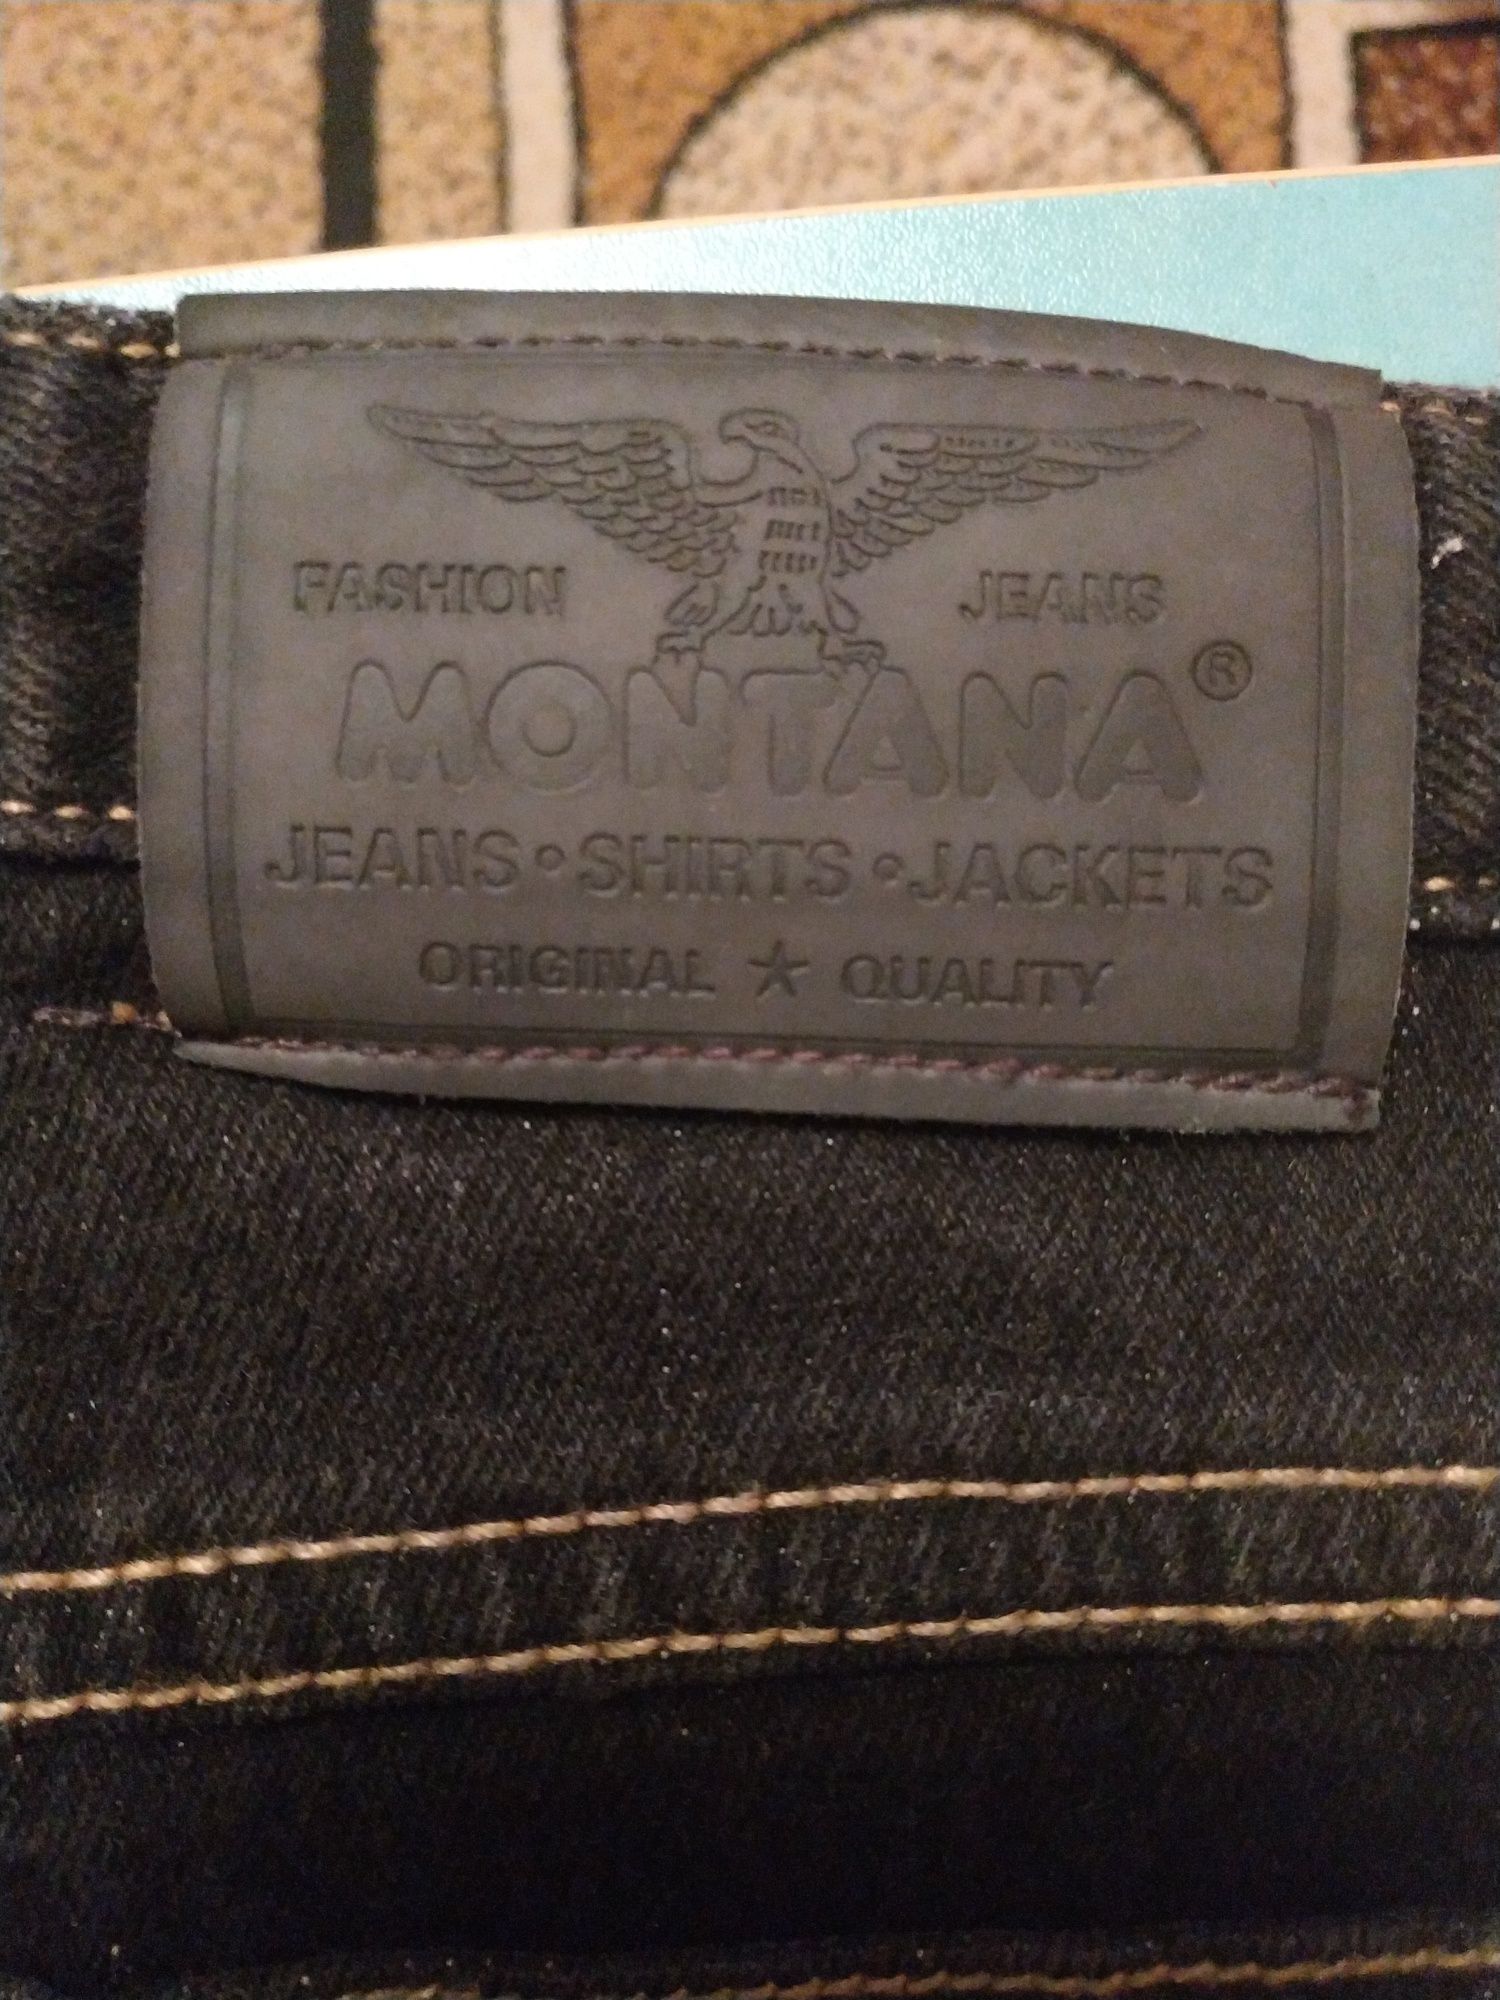 FASHION JEANS
MONTANA®
JEANS•SHIRTS•JACKETS
ORIGINAL ★ QUALITY